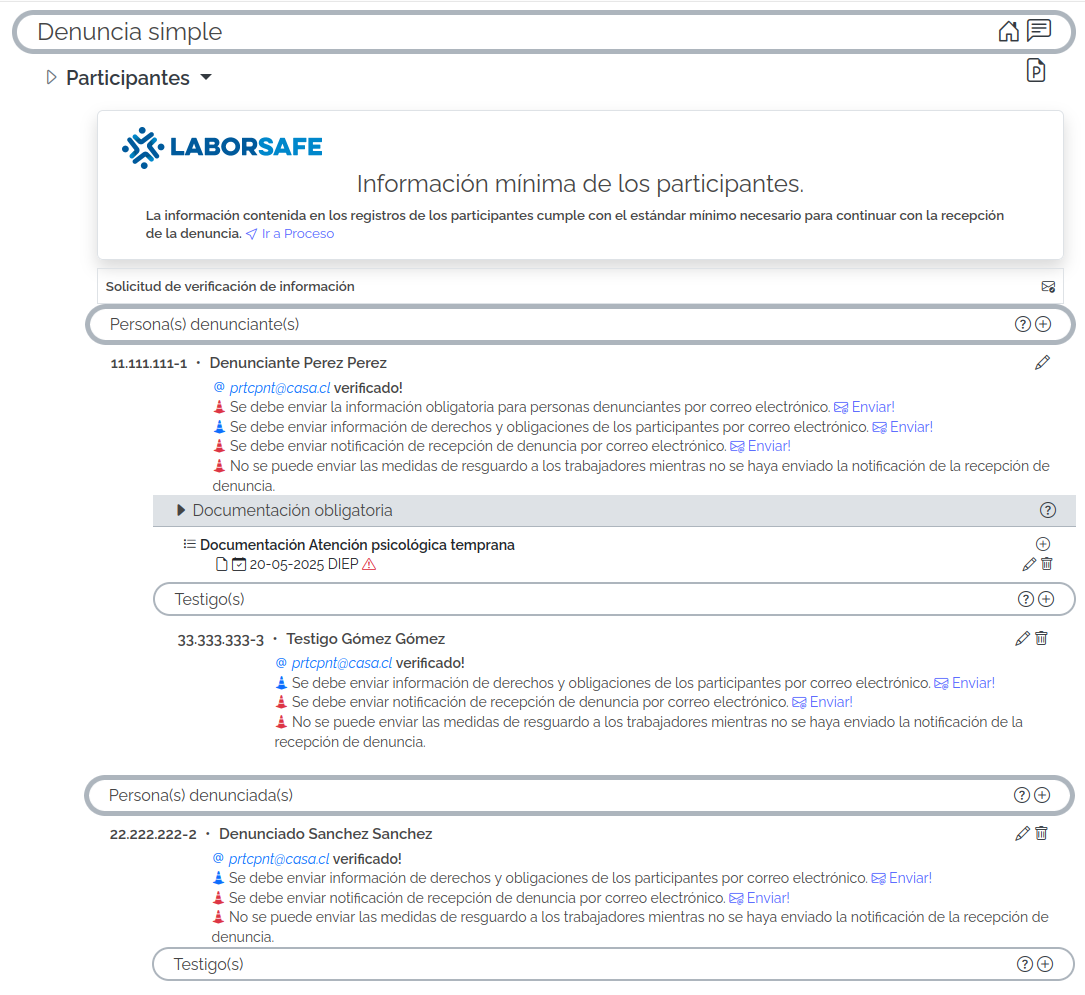 Denuncia simple
Participantes
P
LABORSAFE
Información mínima de los participantes.
La información contenida en los registros de los participantes cumple con el estándar mínimo necesario para continuar con la recepción
de la denuncia. Ir a Proceso
Solicitud de verificación de información
Persona(s) denunciante(s)
11.111.111-1 · Denunciante Perez Perez
@ prtcpnt@casa.cl verificado!
Se debe enviar la información obligatoria para personas denunciantes por correo electrónico. Enviar!
Se debe enviar información de derechos y obligaciones de los participantes por correo electrónico. Enviar!
Se debe enviar notificación de recepción de denuncia por correo electrónico. Enviar!
No se puede enviar las medidas de resguardo a los trabajadores mientras no se haya enviado la notificación de la recepción de
denuncia.
Documentación obligatoria
Documentación Atención psicológica temprana
20-05-2025 DIEP
Testigo(s)
33.333.333-3 · Testigo Gómez Gómez
@ prtcpnt@casa.cl verificado!
Se debe enviar información de derechos y obligaciones de los participantes por correo electrónico. Enviar!
Se debe enviar notificación de recepción de denuncia por correo electrónico. Enviar!
No se puede enviar las medidas de resguardo a los trabajadores mientras no se haya enviado la notificación de la
recepción de denuncia.
Persona(s) denunciada(s)
22.222.222-2 · Denunciado Sanchez Sanchez
@ prtcpnt@casa.cl verificado!
Se debe enviar información de derechos y obligaciones de los participantes por correo electrónico. Enviar!
Se debe enviar notificación de recepción de denuncia por correo electrónico. Enviar!
No se puede enviar las medidas de resguardo a los trabajadores mientras no se haya enviado la notificación de la recepción de
denuncia.
Testigo(s)